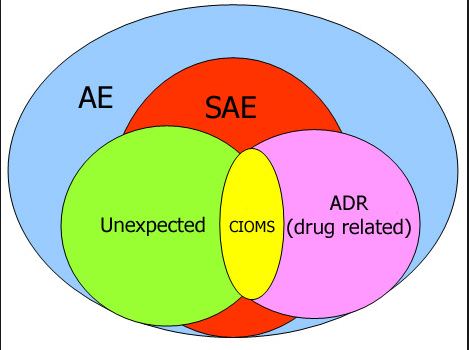 AE
SAE
Unexpected
CIOMS
ADR
(drug related)